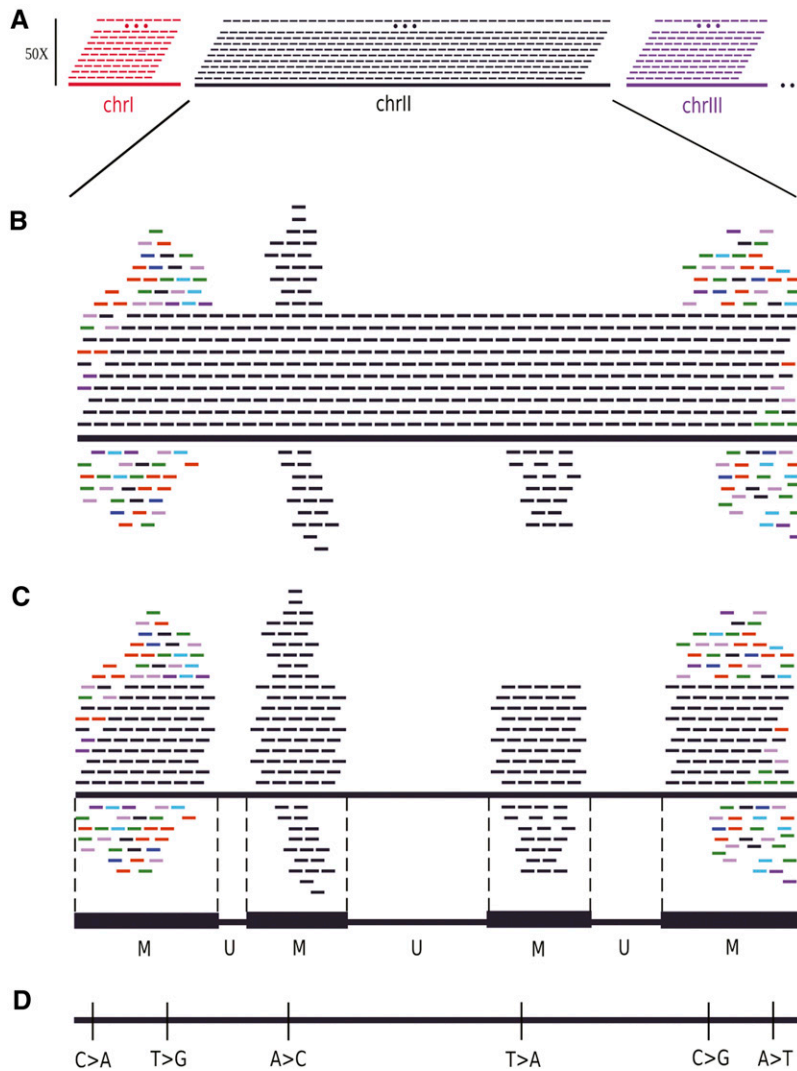 A
50X
chrI
chrII
chrIII
B
C
M U M U M U M
D
C>A T>G A>C T>A C>G A>T